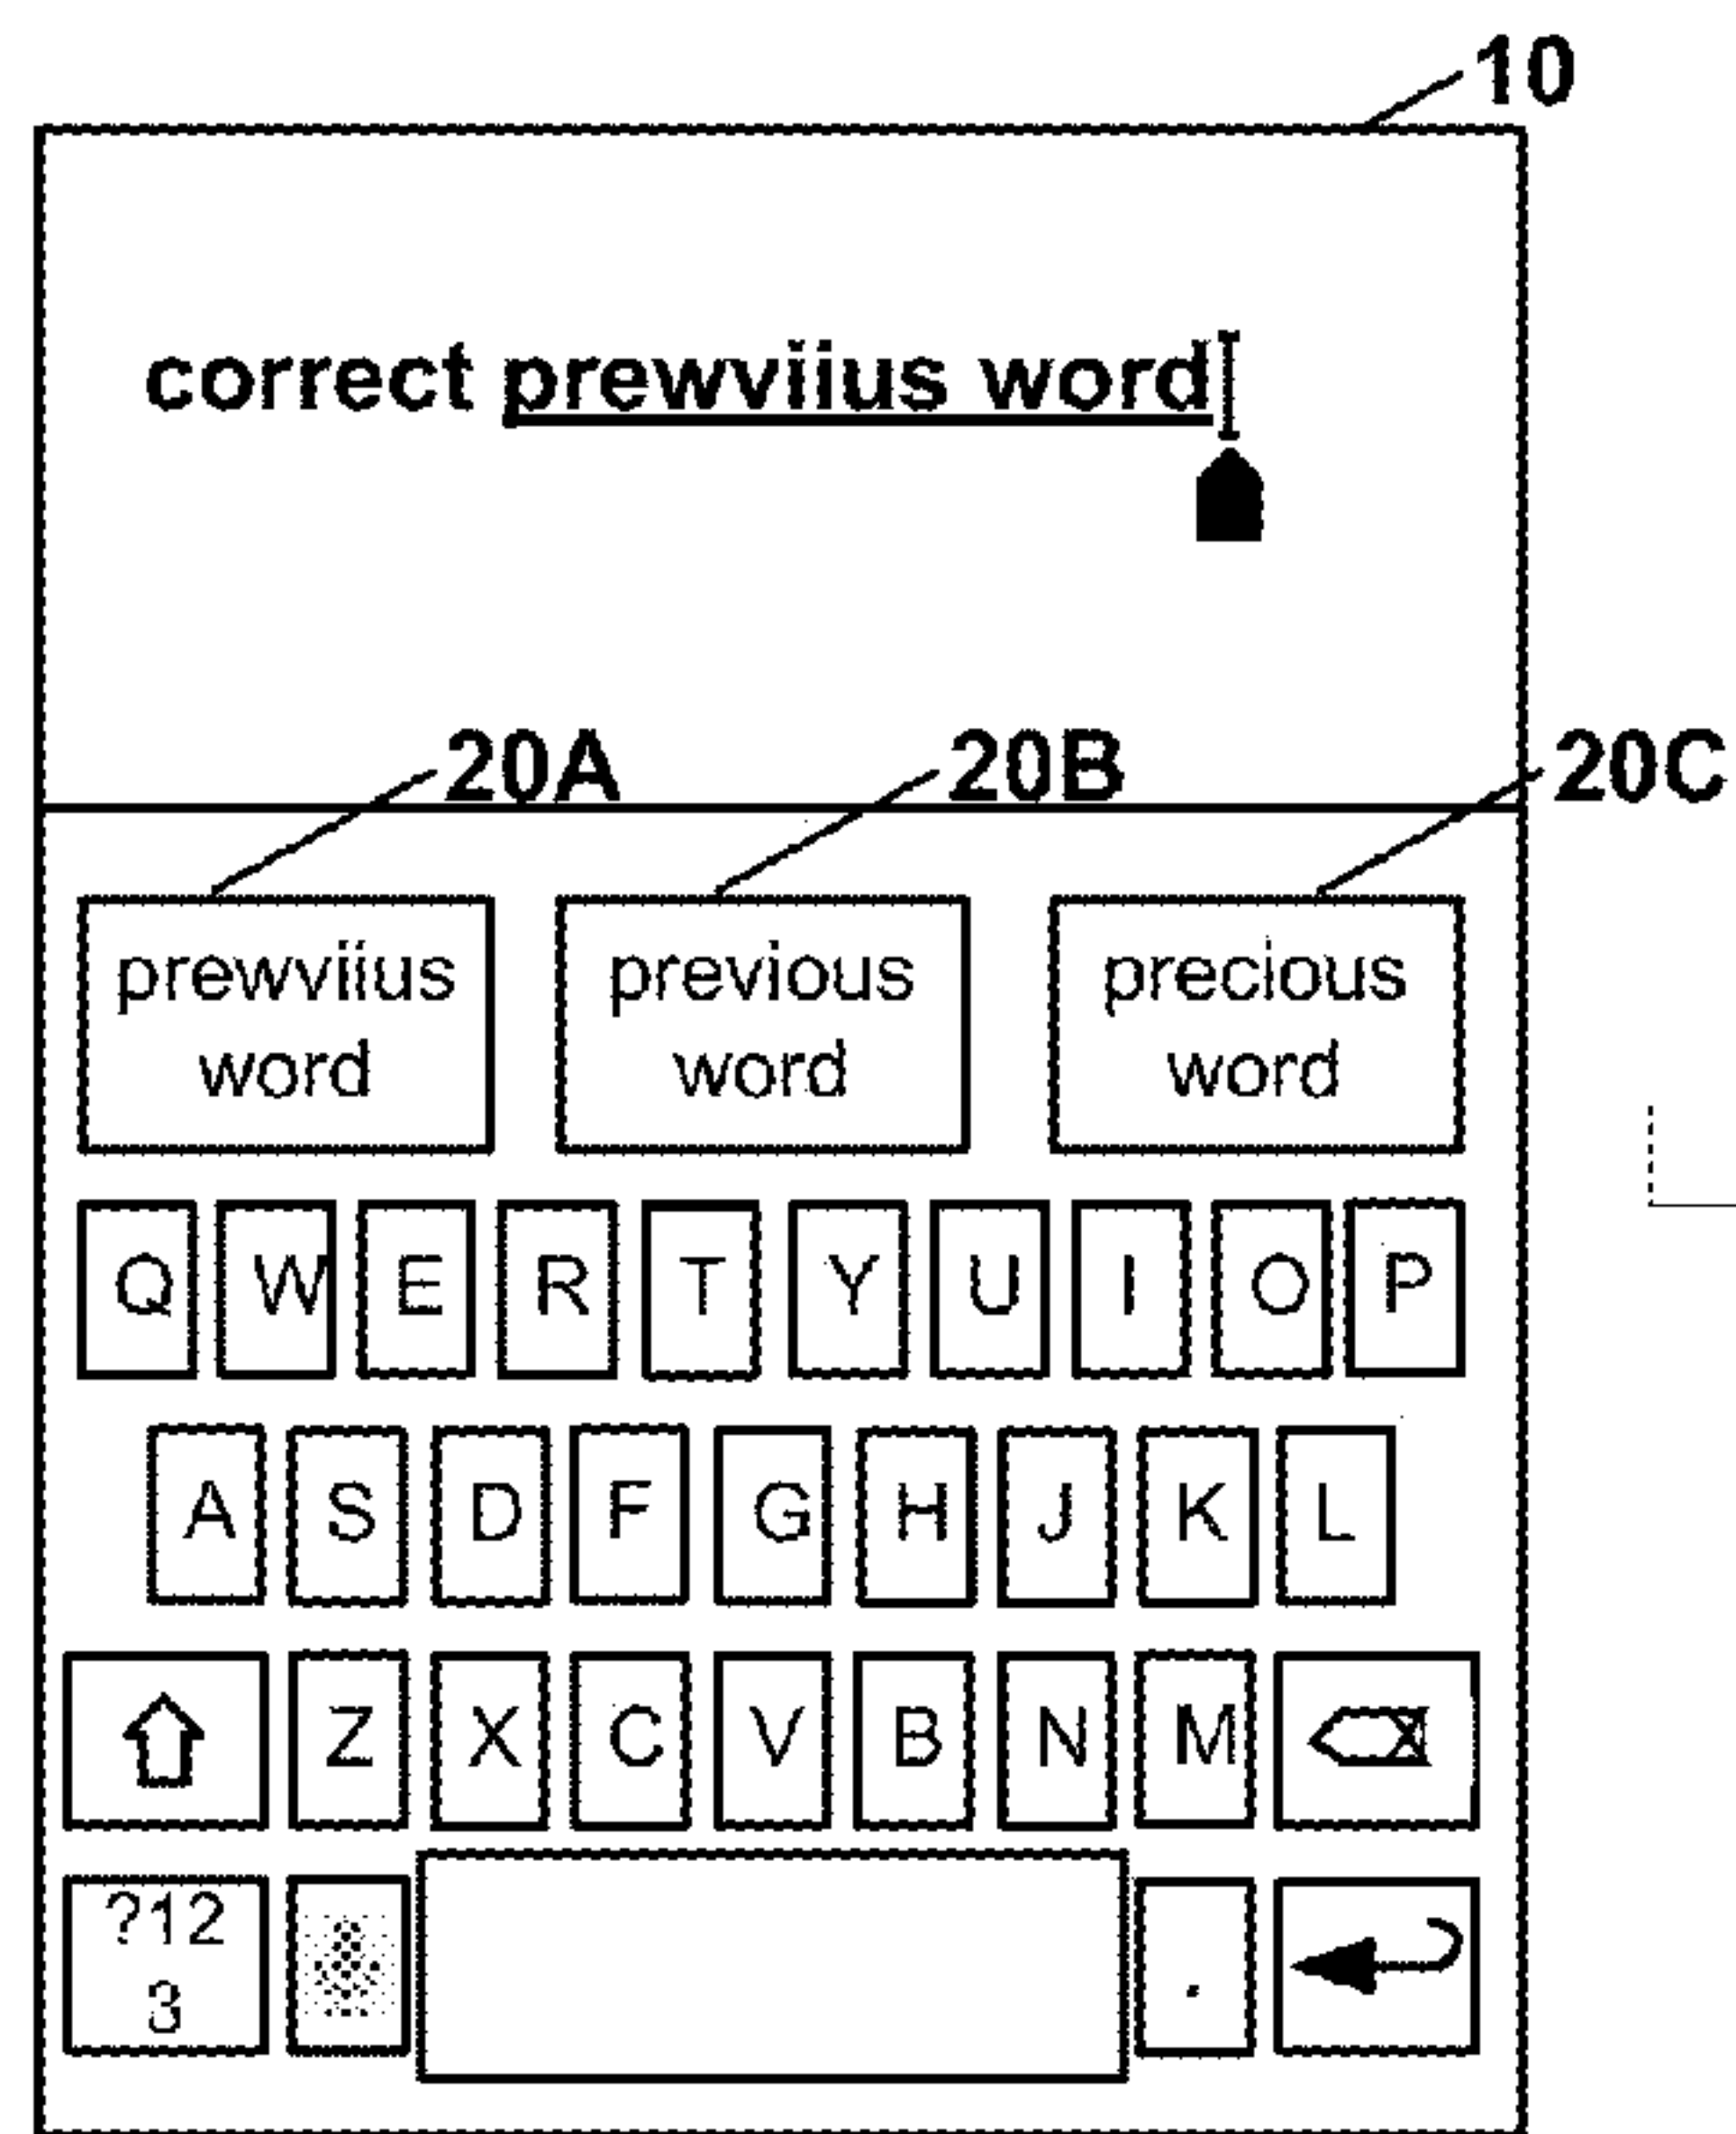 10
correct prewviius word
20A 20B 20C
prewviius word
previous word
precious word
Q W E R T Y U I O P
A S D F G H J K L
Z X C V B N M
?12
3
.